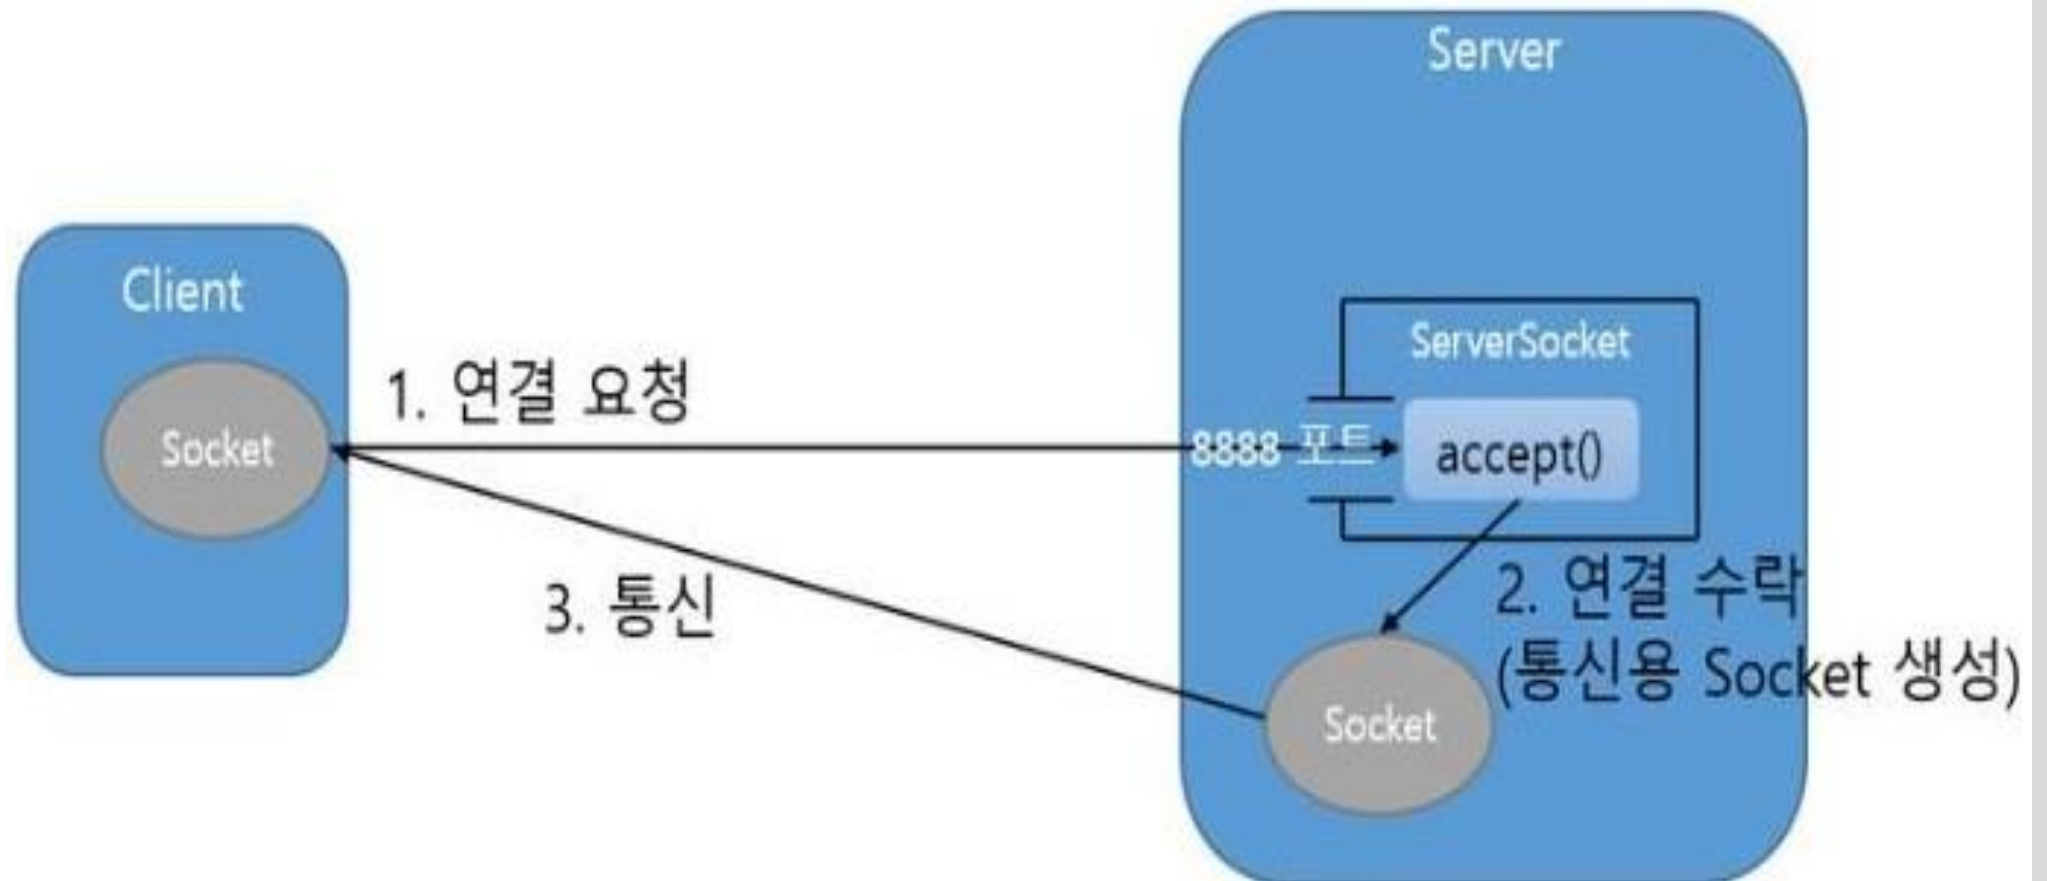 Server
Client
ServerSocket
1. 연결 요청
Socket
8888 포트
accept()
2. 연결 수락
(통신용 Socket 생성)
3. 통신
Socket